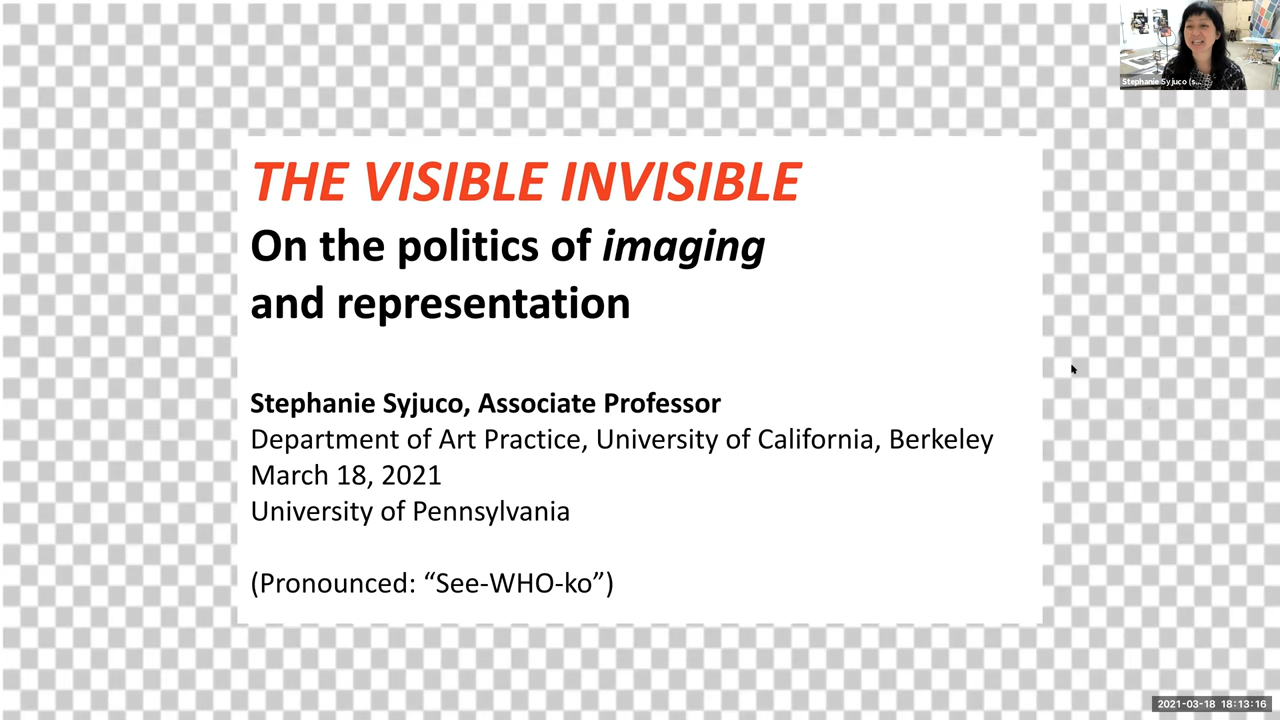 Stephanie Syjuco (s...
THE VISIBLE INVISIBLE
On the politics of imaging
and representation
Stephanie Syjuco, Associate Professor
Department of Art Practice, University of California, Berkeley
March 18, 2021
University of Pennsylvania
(Pronounced: “See-WHO-ko”)
2021-03-18 18:13:16